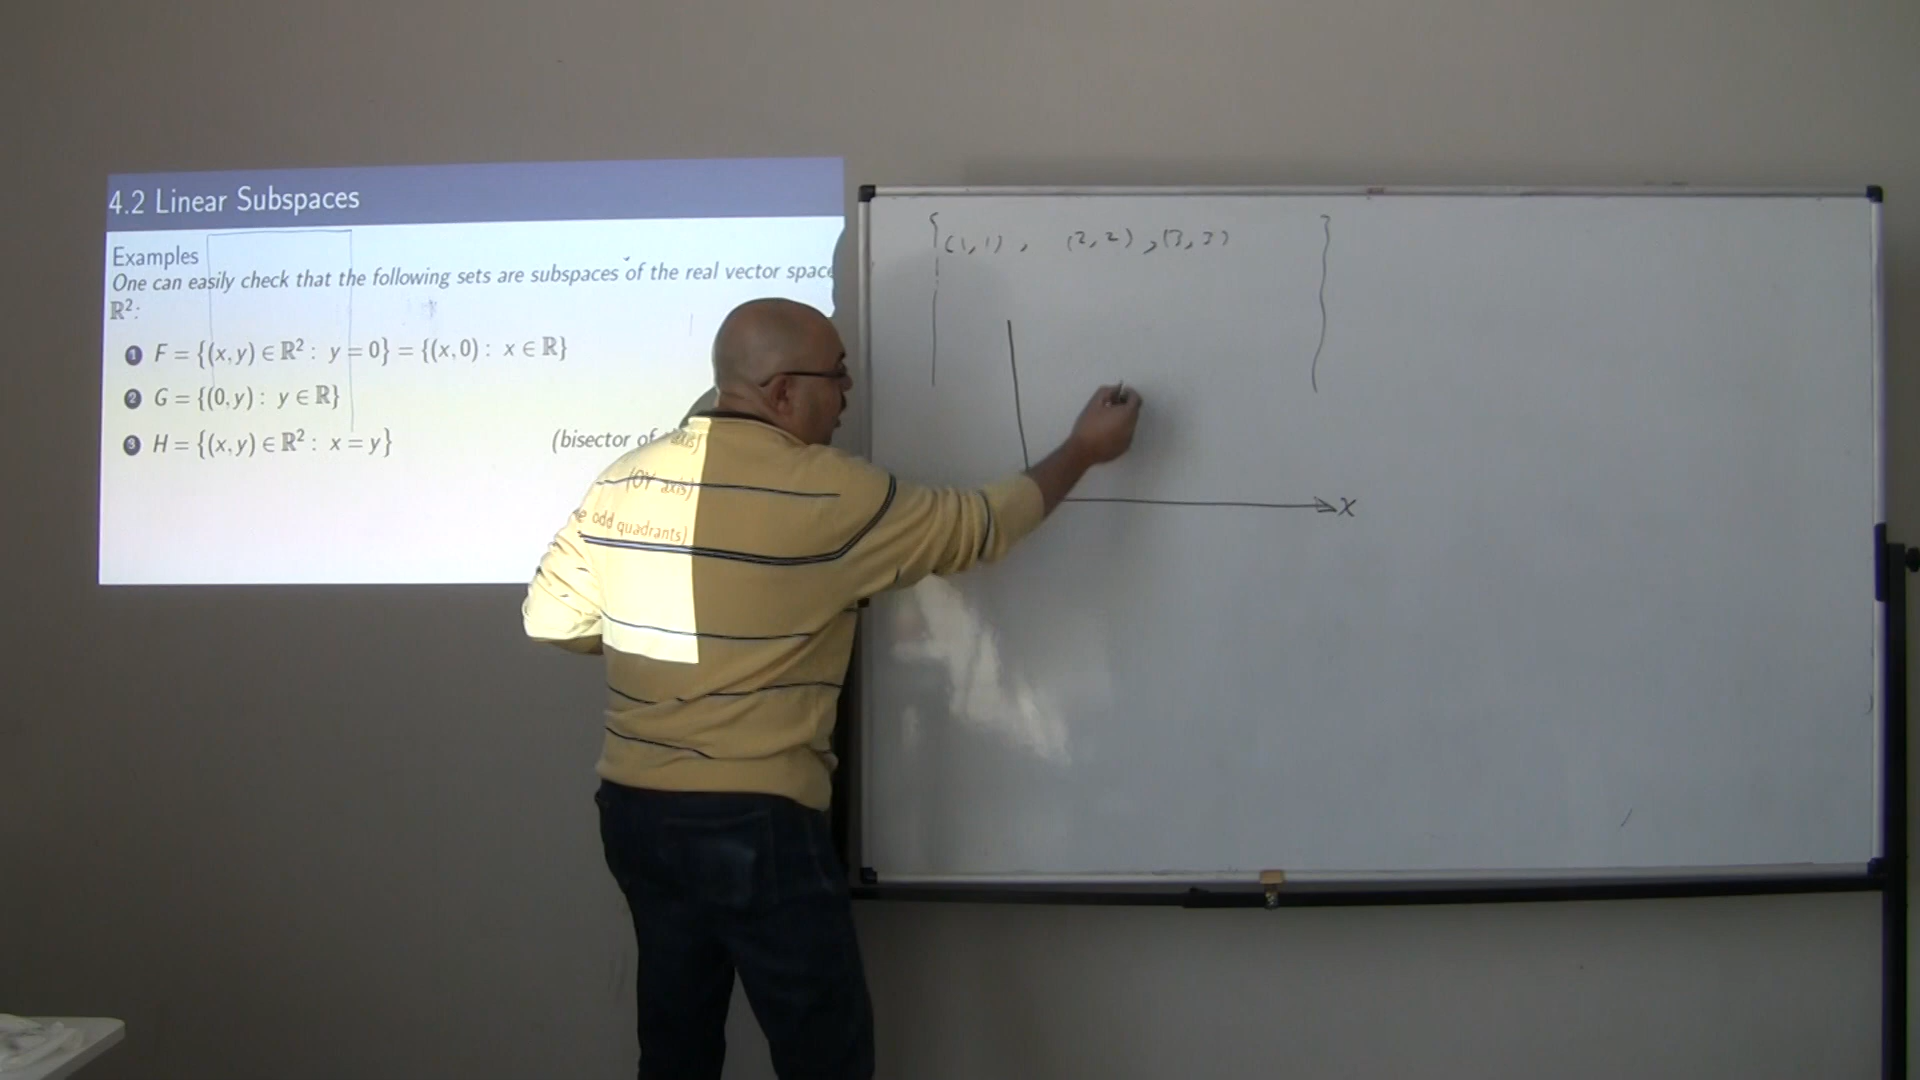 4.2 Linear Subspaces
Examples
One can easily check that the following sets are subspaces of the real vector space
ℝ²:
1 F = {(x, y) ∈ ℝ² : y = 0} = {(x, 0) : x ∈ ℝ}
2 G = {(0, y) : y ∈ ℝ}
3 H = {(x, y) ∈ ℝ² : x = y} (bisector of
axis)
(OY axis)
odd quadrants)
{(1, 1), (2, 2), (3, 3) }
x